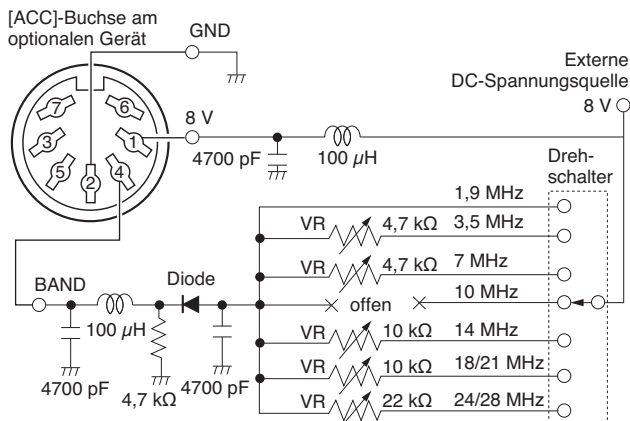 [ACC]-Buchse am
optionalen Gerät
GND
Externe
DC-Spannungsquelle
8 V
7
6
3
1
5
4
2
8 V
4700 pF
100 µH
Dreh-
schalter
1,9 MHz
VR
4,7 kΩ
3,5 MHz
VR
4,7 kΩ
7 MHz
BAND
Diode
offen
10 MHz
100 µH
VR
10 kΩ
14 MHz
4700 pF
4,7 kΩ
4700 pF
VR
10 kΩ
18/21 MHz
VR
22 kΩ
24/28 MHz